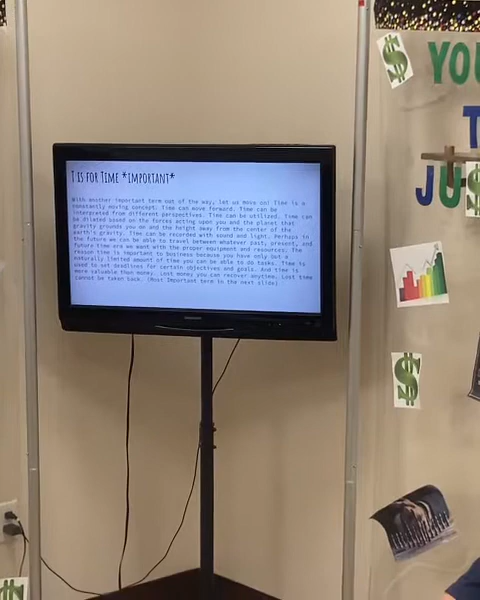 T IS FOR TIME *IMPORTANT*
With another important term out of the way, let us move on! Time is a
constantly moving concept. Time can move forward. Time can be
interpreted from different perspectives. Time can be utilized. Time can
be dilated based on the forces acting upon you and the planet that
gravity grounds you on and the height away from the center of the
earth's gravity. Time can be recorded with sound and light. Perhaps in
the future we can be able to travel between whatever past, present, and
future time are we want with the proper equipment and resources. The
reason time is important to business because you have only but a
naturally limited amount of time you can be able to do tasks. Time is
used to set deadlines for certain objectives and goals. And time is
more valuable than money. Lost money you can recover anytime. Lost time
cannot be taken back. (Most Important term in the next slide)
$
YOU
T
JUS
$